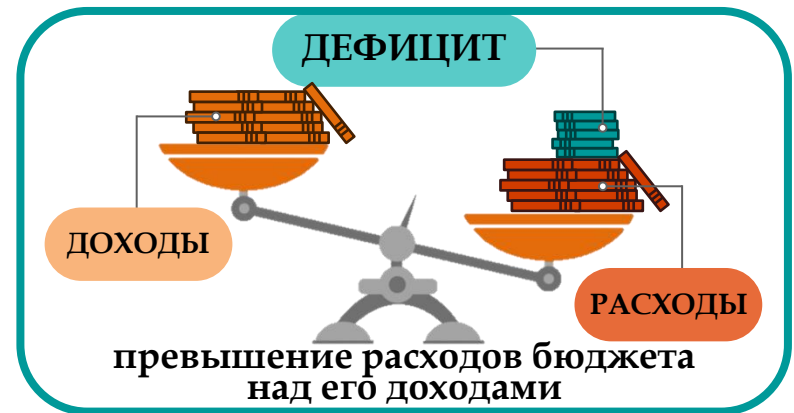 ДЕФИЦИТ
ДОХОДЫ
РАСХОДЫ
превышение расходов бюджета
над его доходами